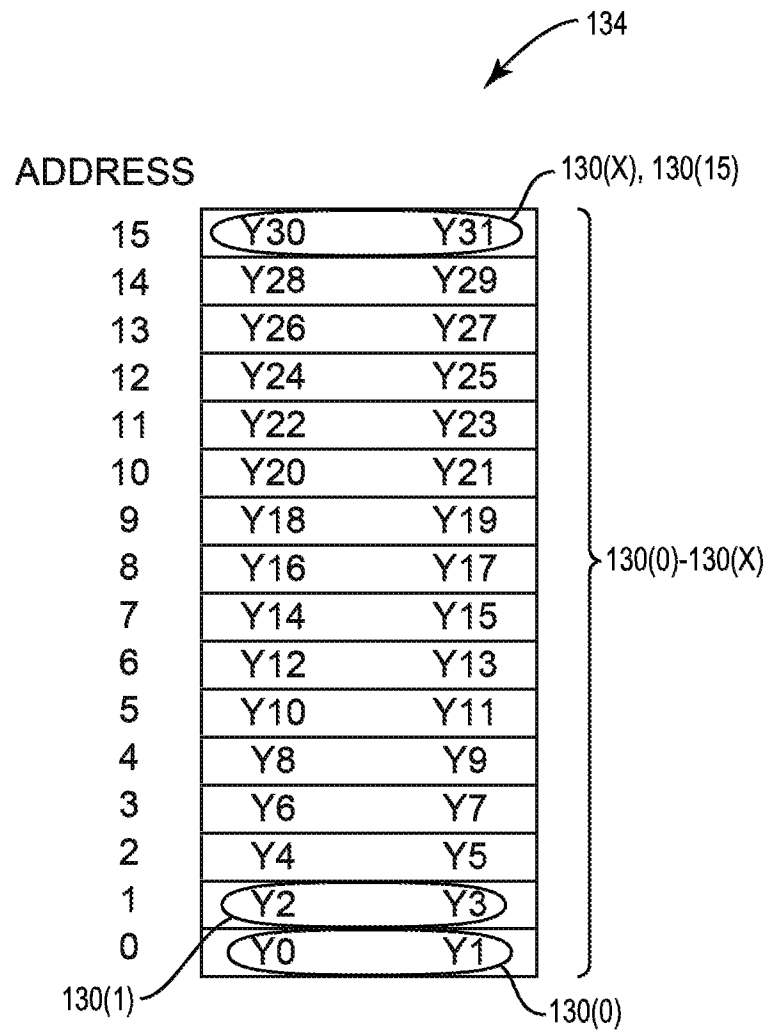 134
ADDRESS
130(X), 130(15)
15 Y30 Y31
14 Y28 Y29
13 Y26 Y27
12 Y24 Y25
11 Y22 Y23
10 Y20 Y21
9 Y18 Y19
8 Y16 Y17
130(0)-130(X)
7 Y14 Y15
6 Y12 Y13
5 Y10 Y11
4 Y8 Y9
3 Y6 Y7
2 Y4 Y5
1 Y2 Y3
0 Y0 Y1
130(1)
130(0)